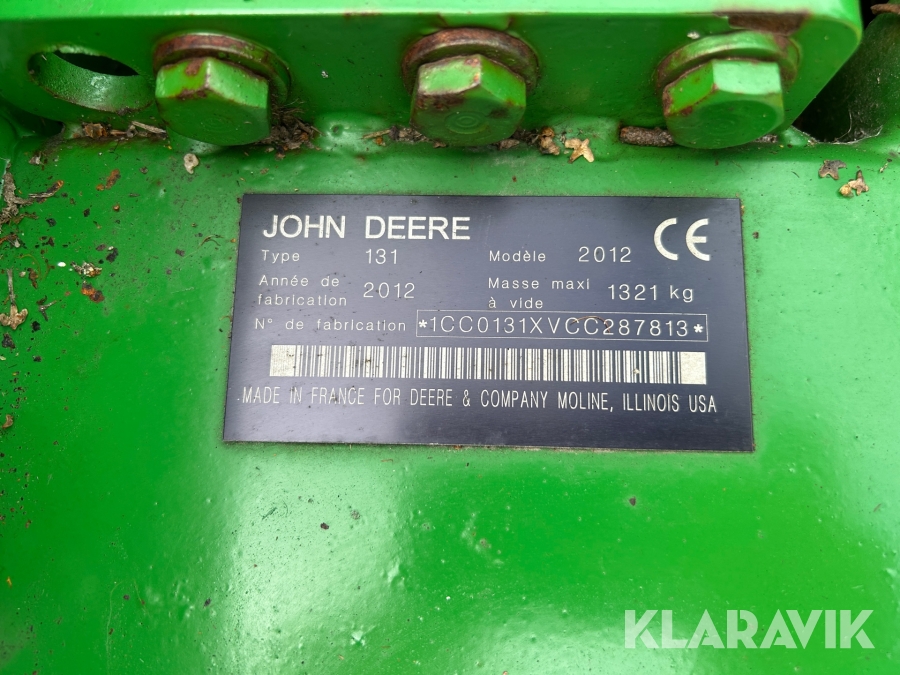 JOHN DEERE
CE
Type 131 Modèle 2012
Année de fabrication 2012 Masse maxi à vide 1321 kg
N° de fabrication *1CC0131XVCC287813*
MADE IN FRANCE FOR DEERE & COMPANY MOLINE, ILLINOIS USA
KLARAVIK